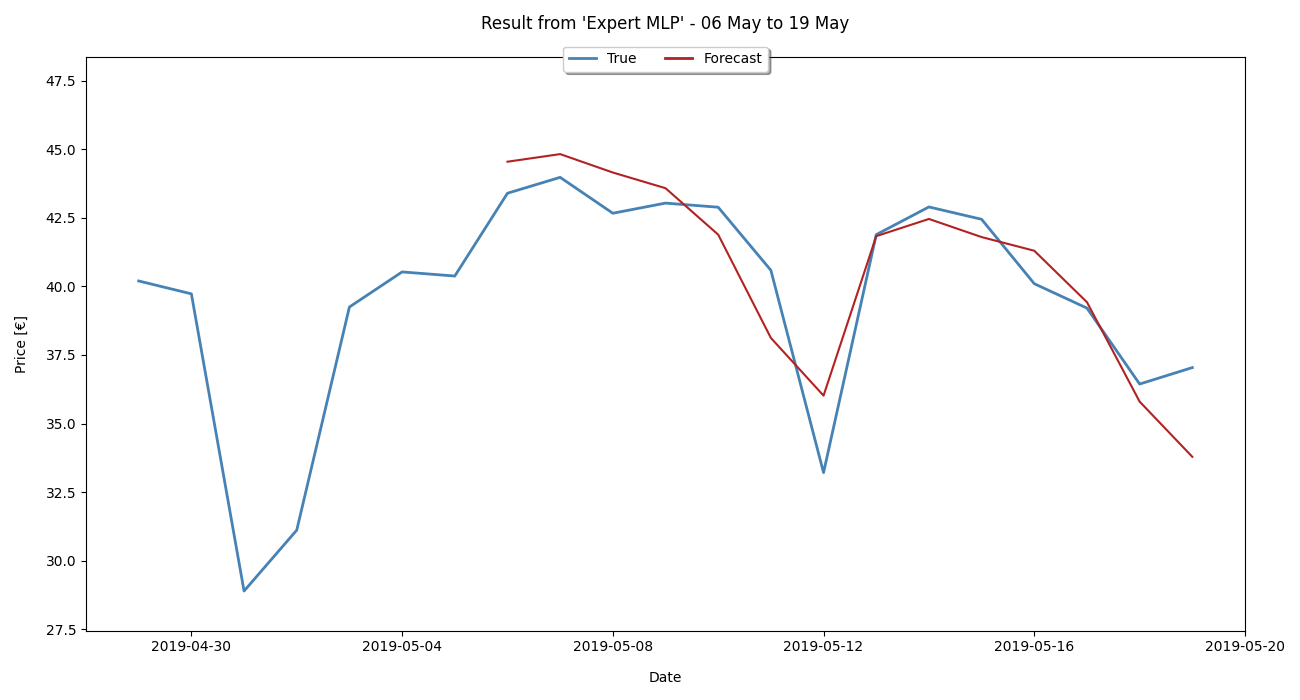 Result from 'Expert MLP' - 06 May to 19 May
True Forecast
47.5
45.0
42.5
40.0
37.5
35.0
32.5
30.0
27.5
Price [€]
2019-04-30 2019-05-04 2019-05-08 2019-05-12 2019-05-16 2019-05-20
Date